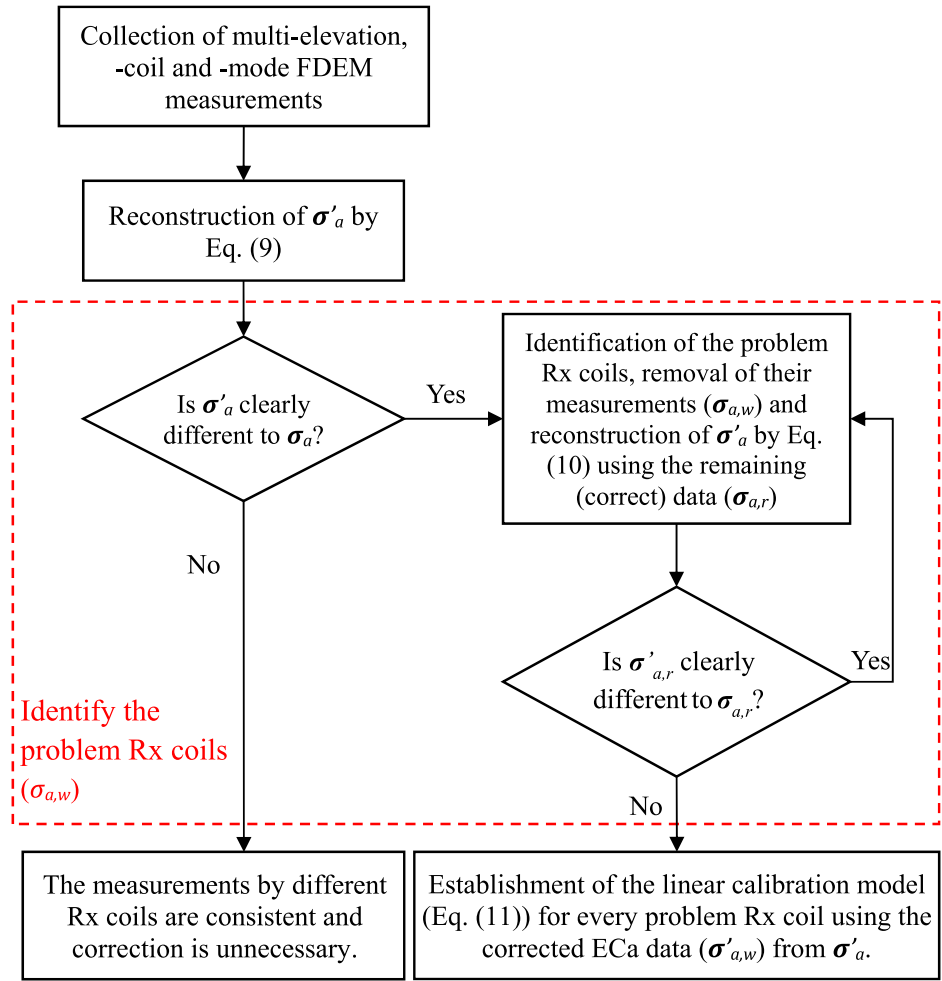 Collection of multi-elevation,
-coil and -mode FDEM
measurements
Reconstruction of σ'a by
Eq. (9)
Is σ'a clearly
different to σa?
Yes
Identification of the problem
Rx coils, removal of their
measurements (σa,w) and
reconstruction of σ'a by Eq.
(10) using the remaining
(correct) data (σa,r)
No
Is σ'a,r clearly
different to σa,r?
Yes
Identify the
problem Rx coils
(σa,w)
No
The measurements by different
Rx coils are consistent and
correction is unnecessary.
Establishment of the linear calibration model
(Eq. (11)) for every problem Rx coil using the
corrected ECa data (σ'a,w) from σ'a.